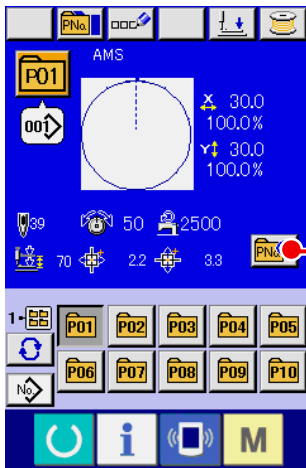 PNo.
AMS
P01
001
X 30.0
100.0%
Y 30.0
100.0%
39 50 2500
70 2.2 3.3
PNo.
1-
P01 P02 P03 P04 P05
No.
P06 P07 P08 P09 P10
i M